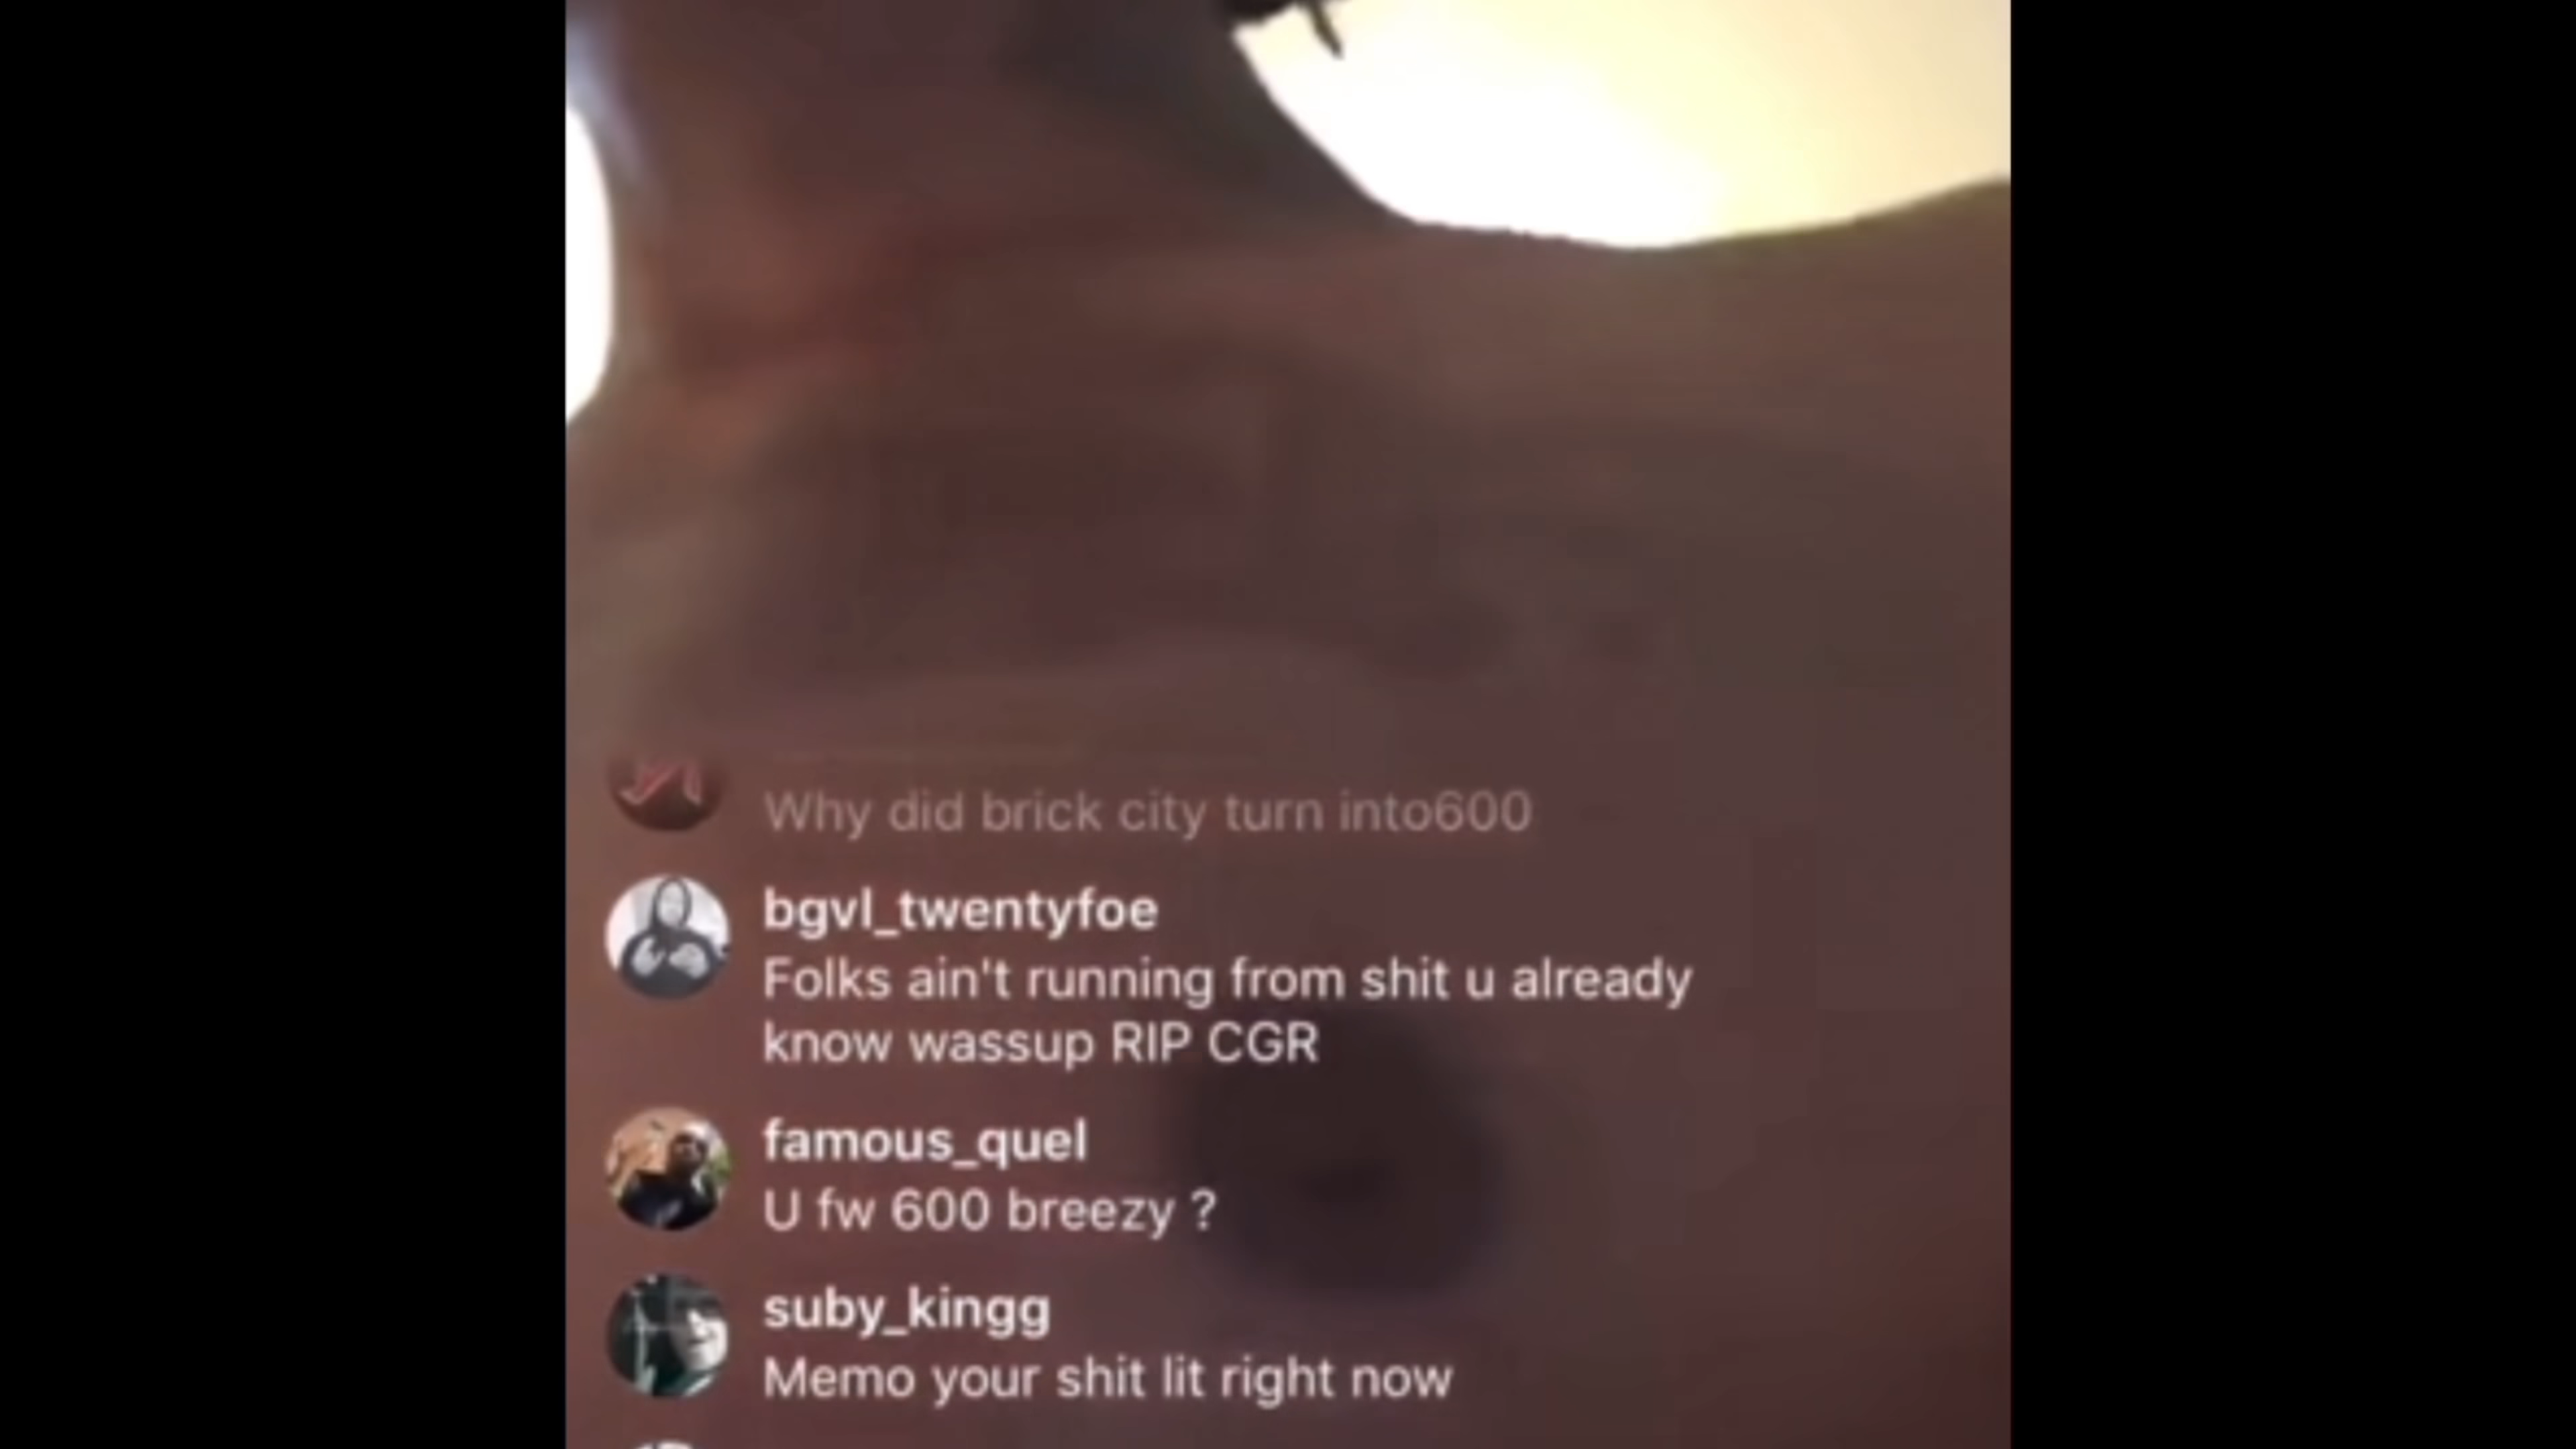 Why did brick city turn into600
bgvl_twentyfoe
Folks ain't running from shit u already
know wassup RIP CGR
famous_quel
U fw 600 breezy ?
suby_kingg
Memo your shit lit right now